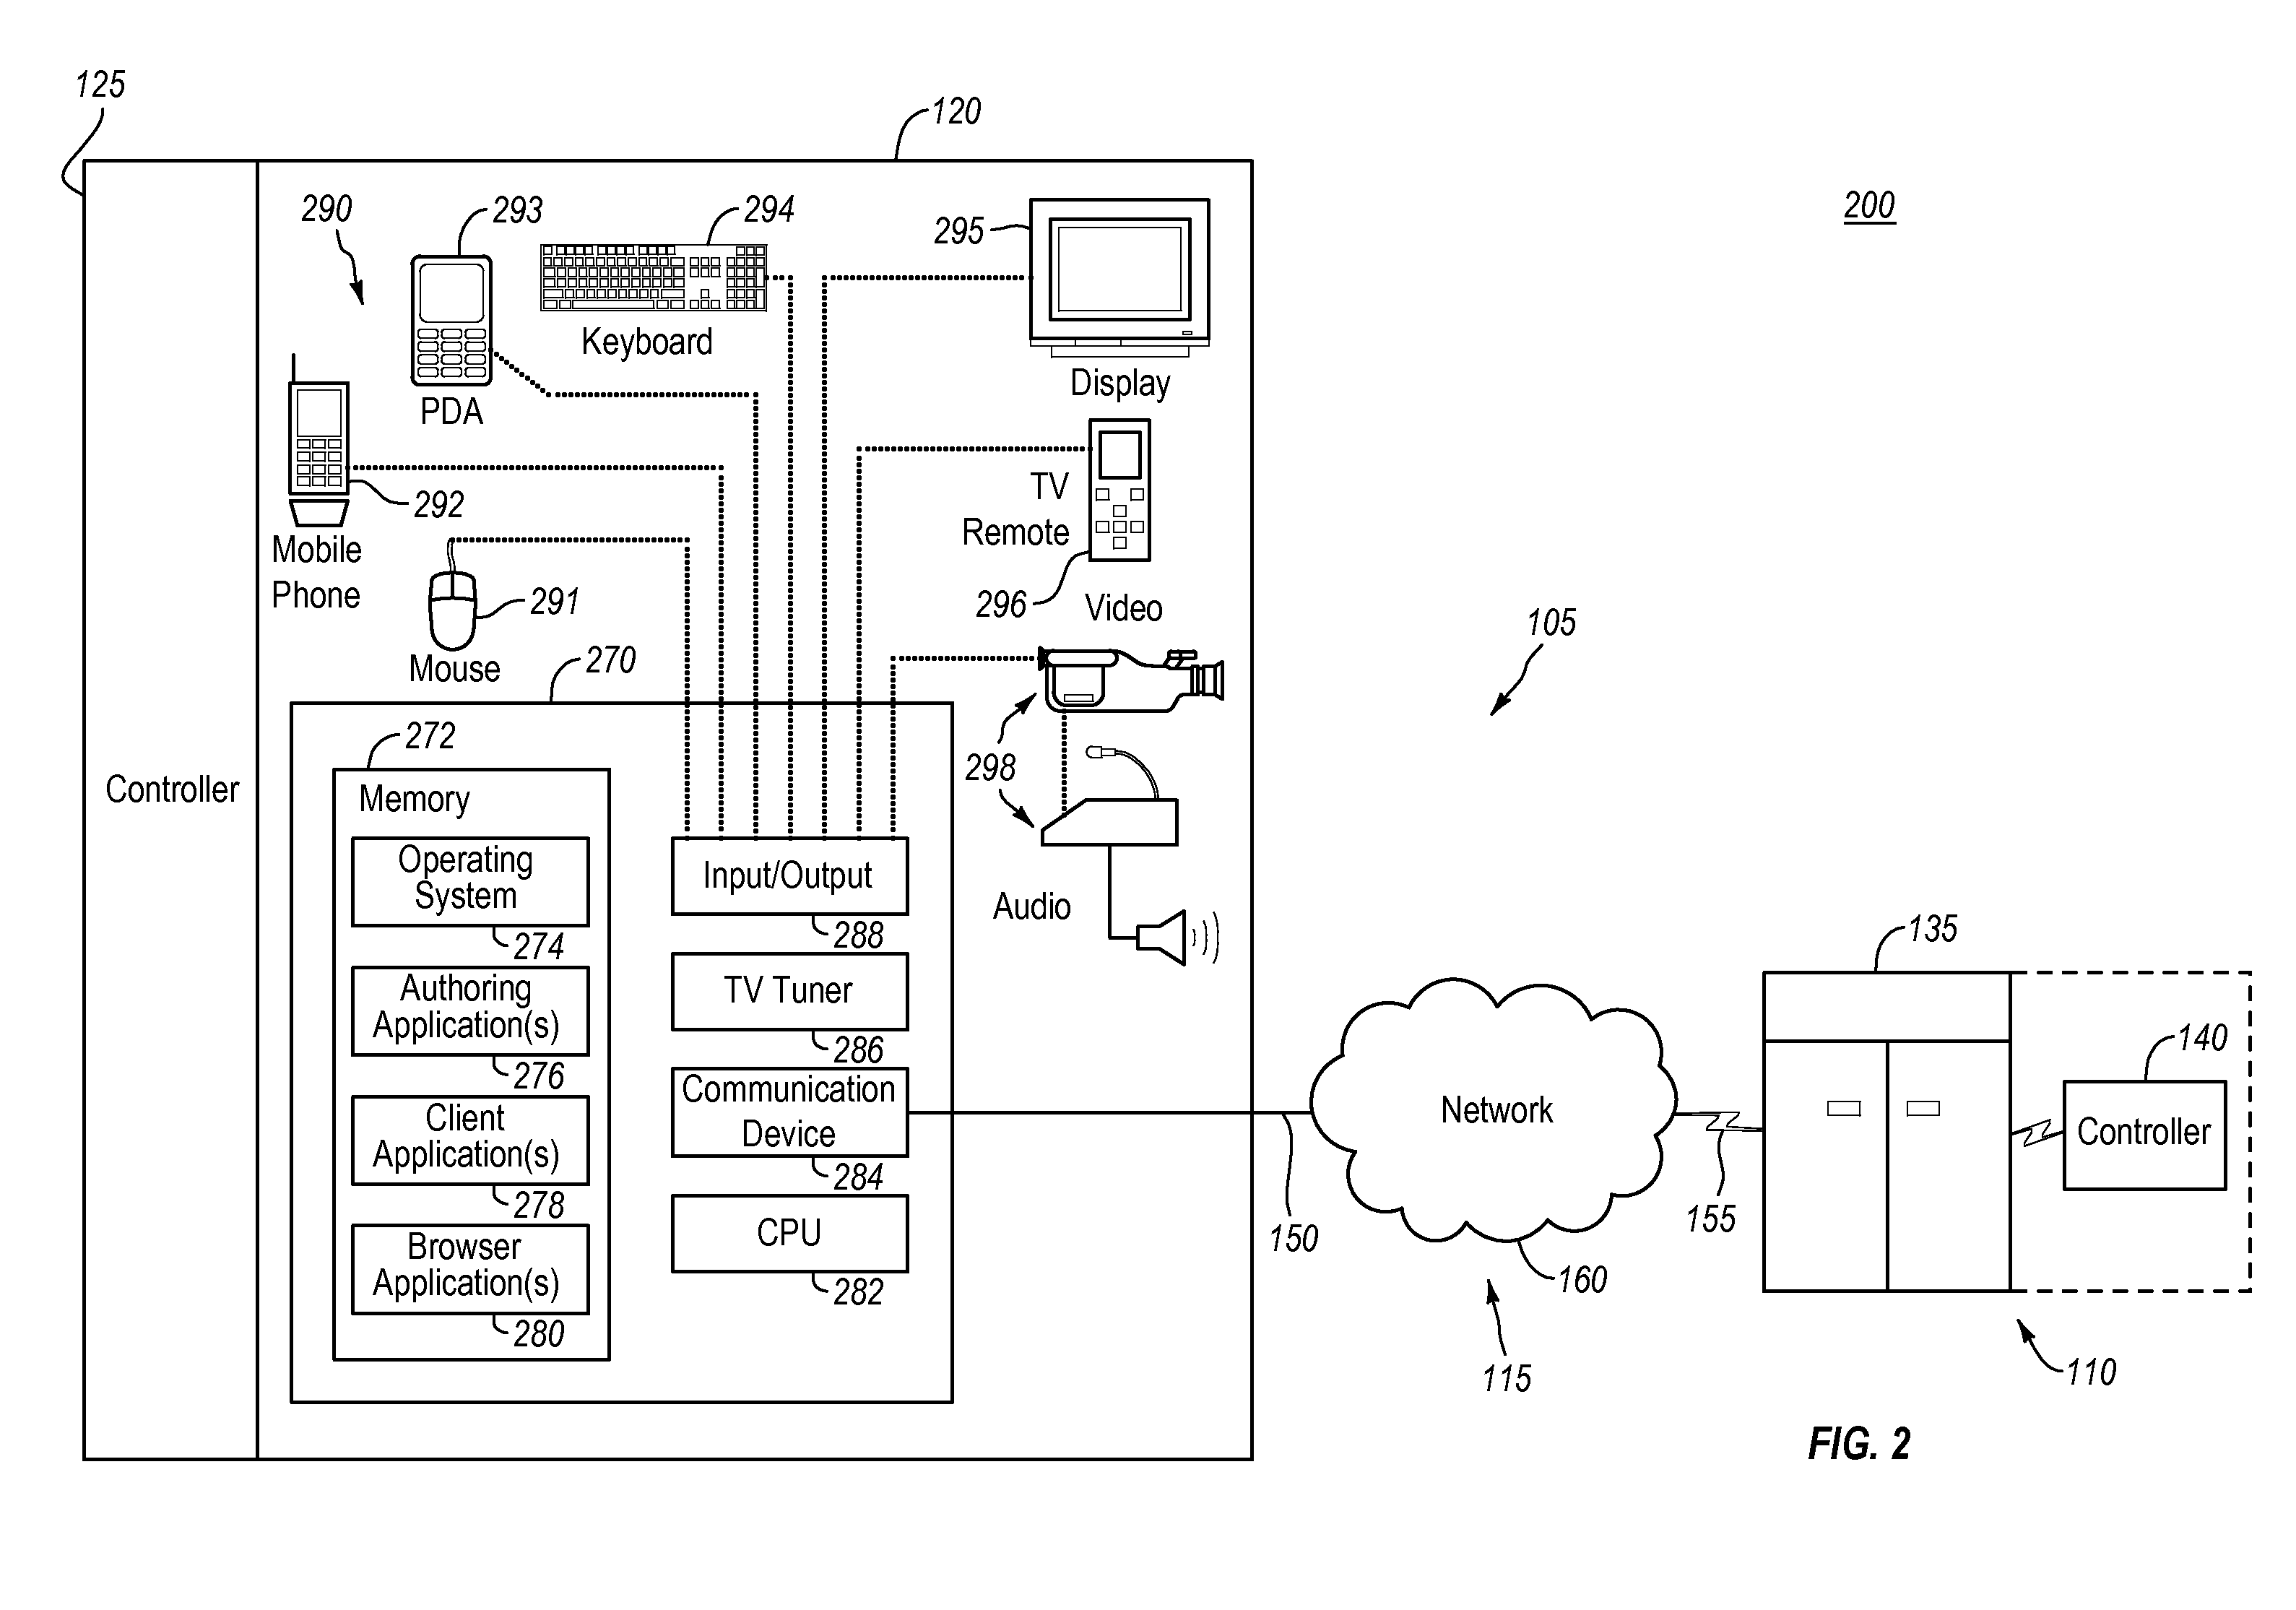 125
120
200
290
293
294
295
Keyboard
Display
PDA
292
TV
Remote
Mobile
Phone
291
296
Video
Mouse
270
105
272
298
Controller
Memory
Operating
System
274
Input/Output
288
Audio
Authoring
Application(s)
276
TV Tuner
286
135
140
Client
Application(s)
278
Communication
Device
284
Network
Controller
150
155
160
Browser
Application(s)
280
CPU
282
115
110
FIG. 2